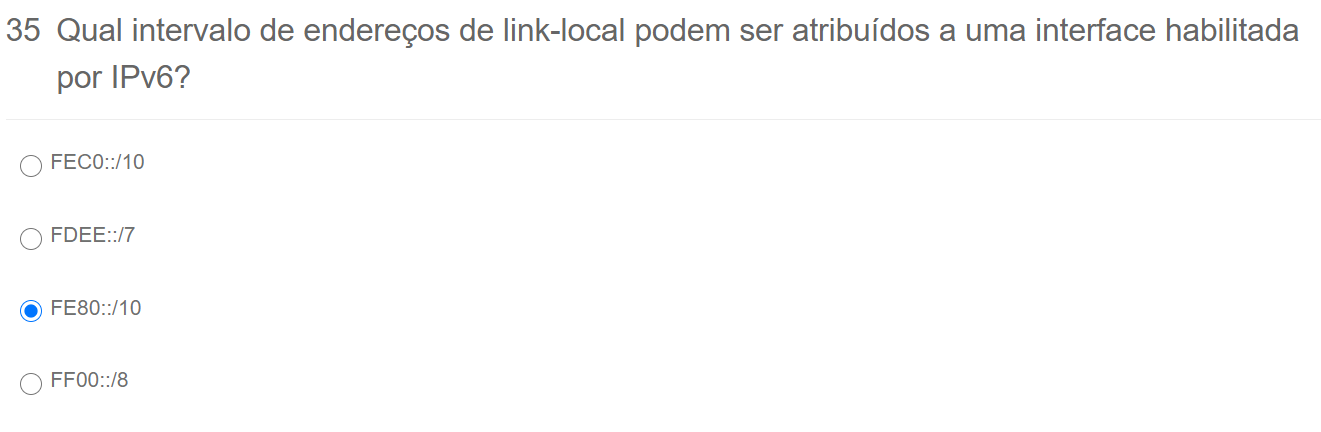 35 Qual intervalo de endereços de link-local podem ser atribuídos a uma interface habilitada
por IPv6?
FEC0::/10
FDEE::/7
FE80::/10
FF00::/8